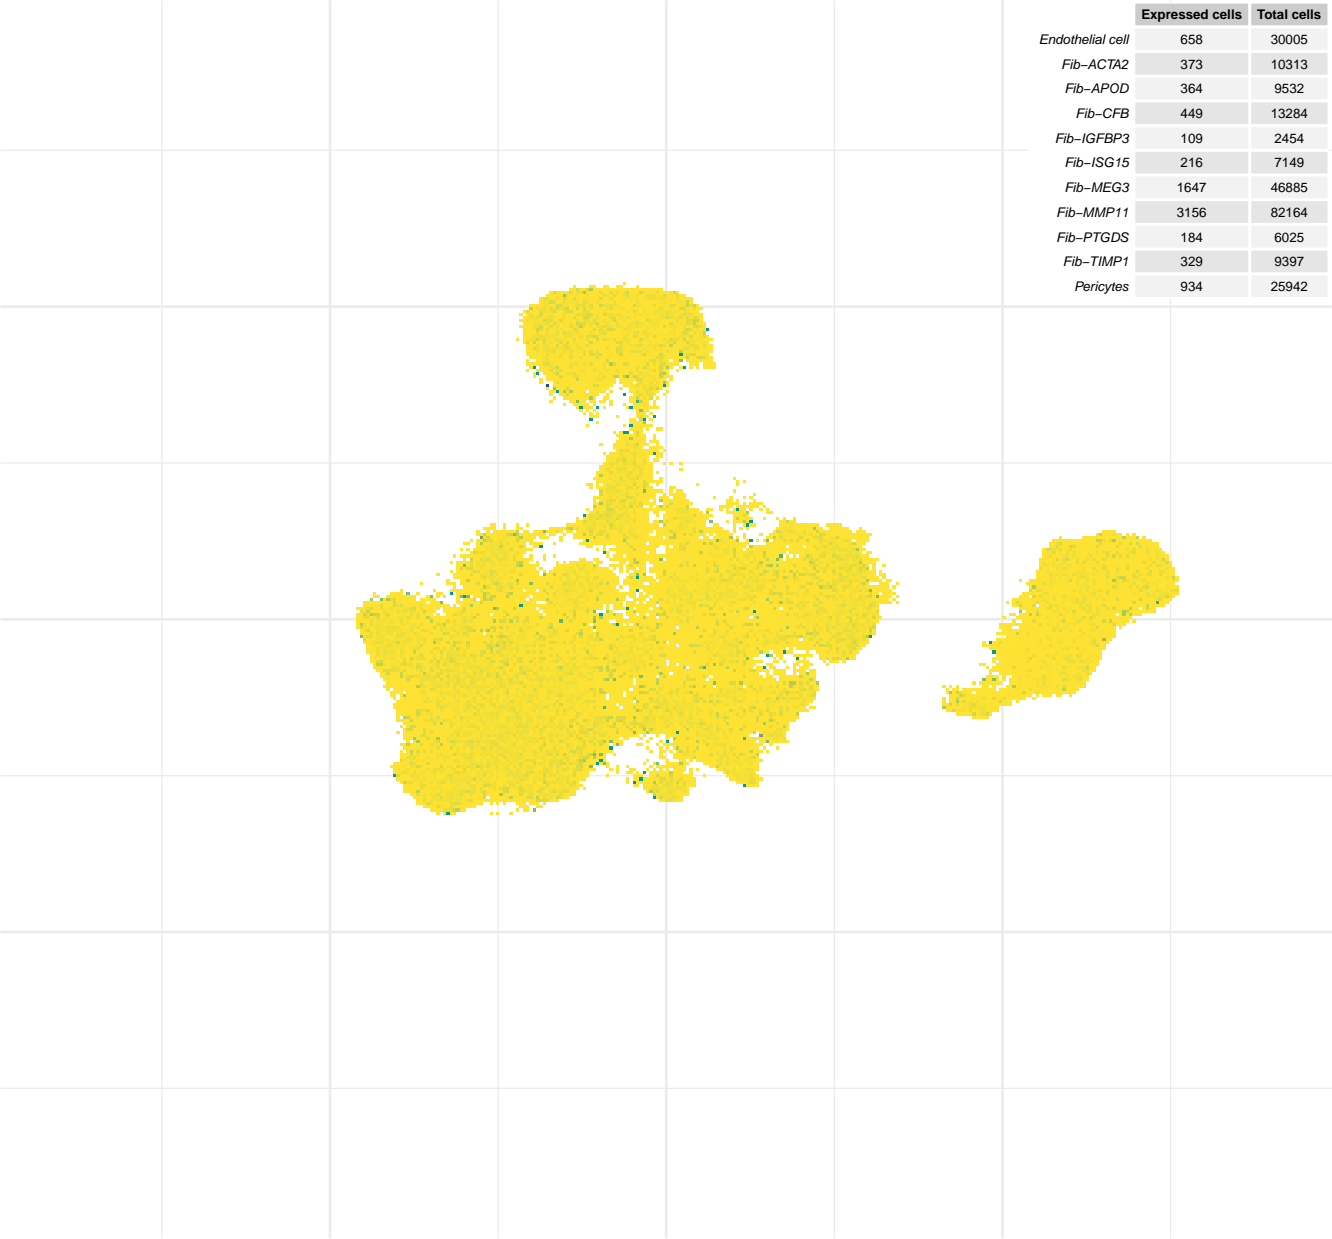 Expressed cells Total cells
Endothelial cell 658 30005
Fib−ACTA2 373 10313
Fib−APOD 364 9532
Fib−CFB 449 13284
Fib−IGFBP3 109 2454
Fib−ISG15 216 7149
Fib−MEG3 1647 46885
Fib−MMP11 3156 82164
Fib−PTGDS 184 6025
Fib−TIMP1 329 9397
Pericytes 934 25942